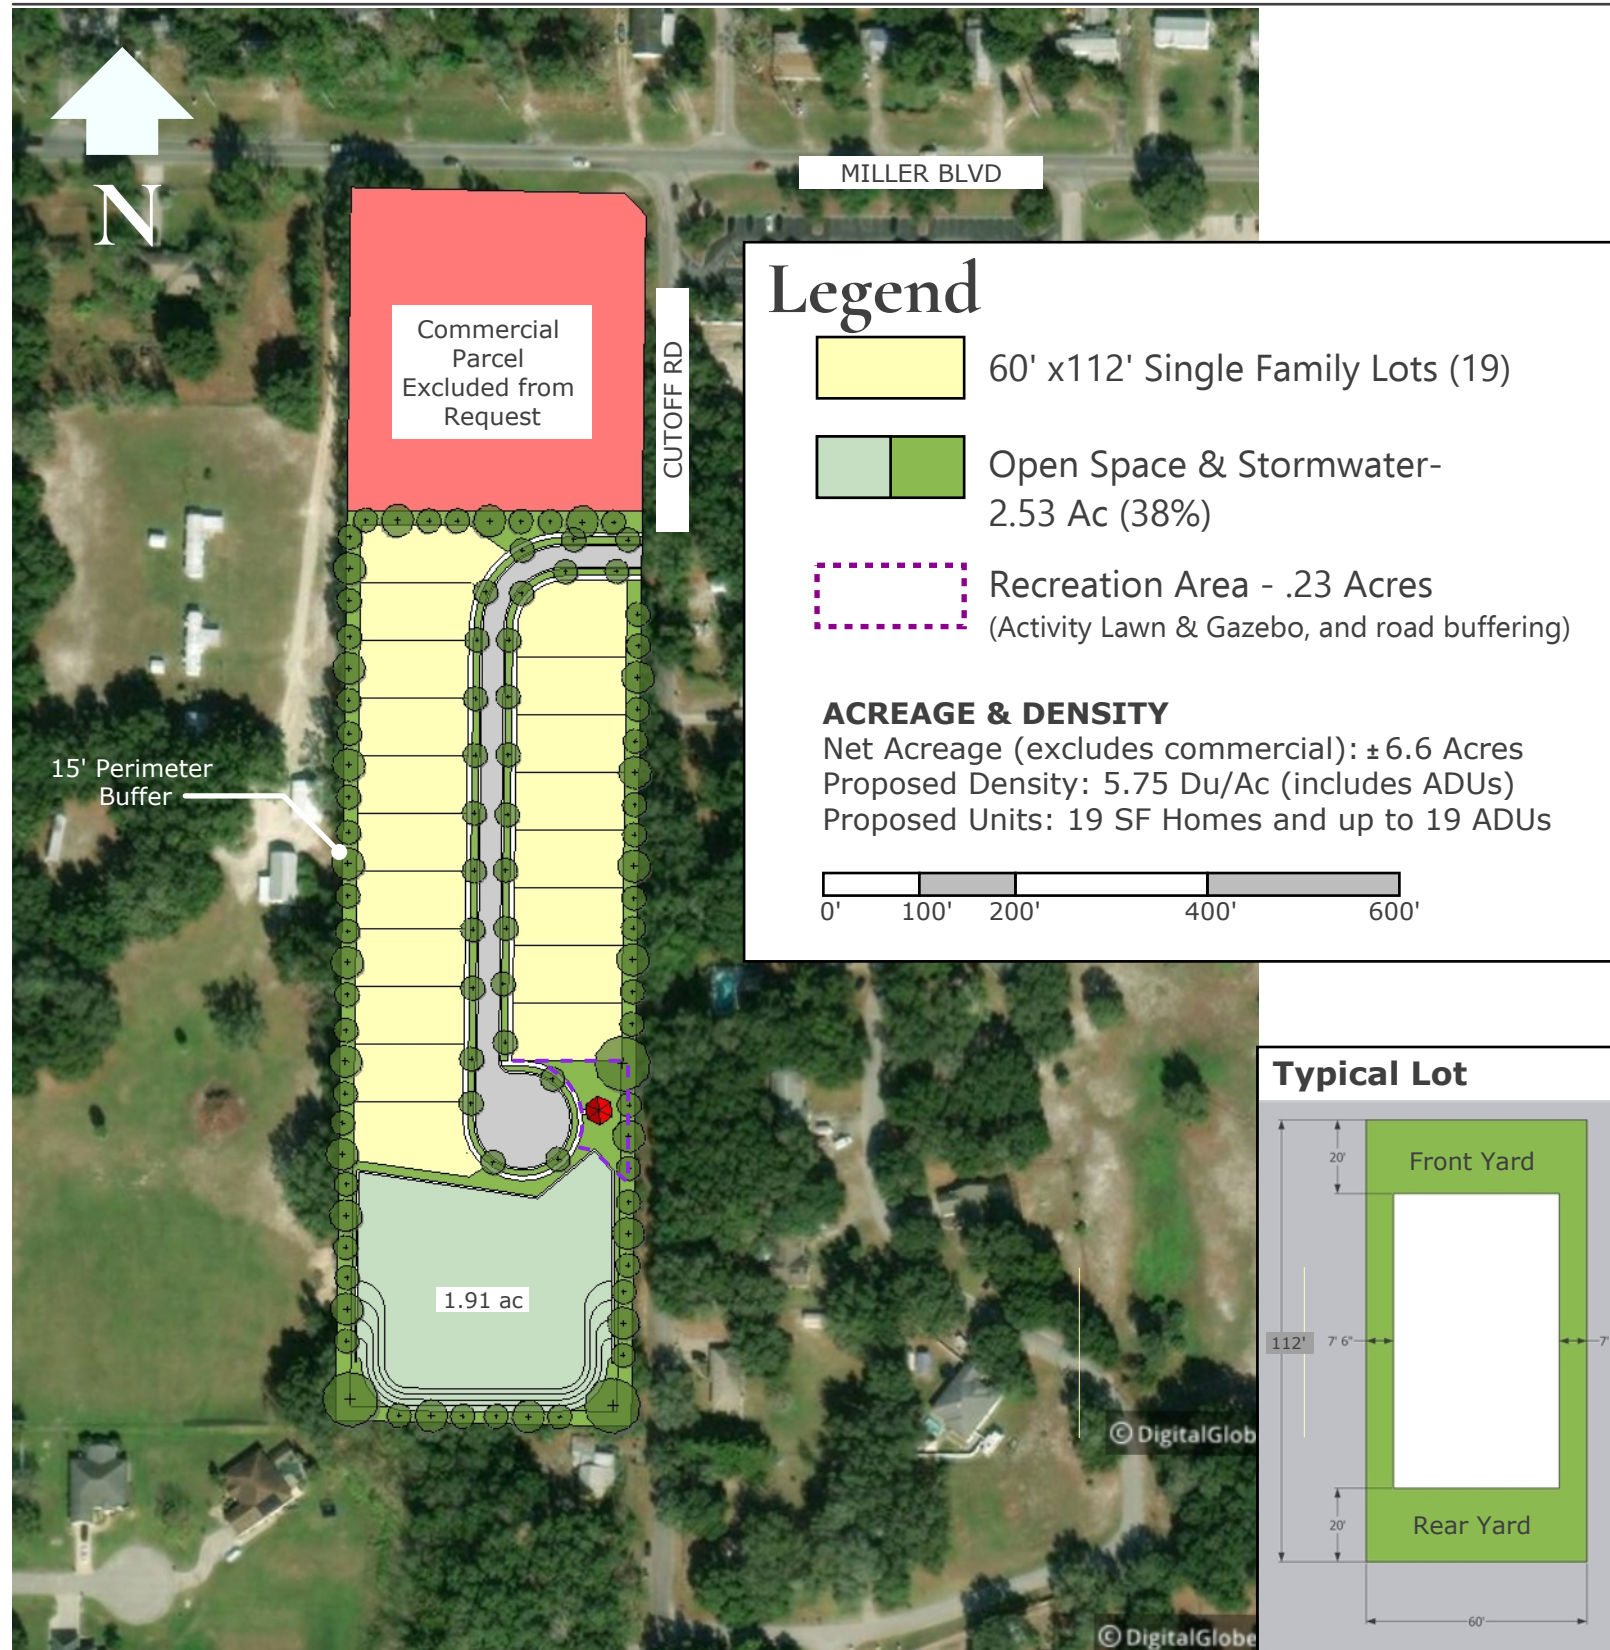 N
MILLER BLVD
Commercial
Parcel
Excluded from
Request
CUTOFF RD
15' Perimeter
Buffer
1.91 ac
Legend
60' x112' Single Family Lots (19)
Open Space & Stormwater-
2.53 Ac (38%)
Recreation Area - .23 Acres
(Activity Lawn & Gazebo, and road buffering)
ACREAGE & DENSITY
Net Acreage (excludes commercial): ±6.6 Acres
Proposed Density: 5.75 Du/Ac (includes ADUs)
Proposed Units: 19 SF Homes and up to 19 ADUs
0' 100' 200' 400' 600'
Typical Lot
20'
Front Yard
112'
7' 6"
7'
20'
Rear Yard
60'
© DigitalGlob
© DigitalGlobe